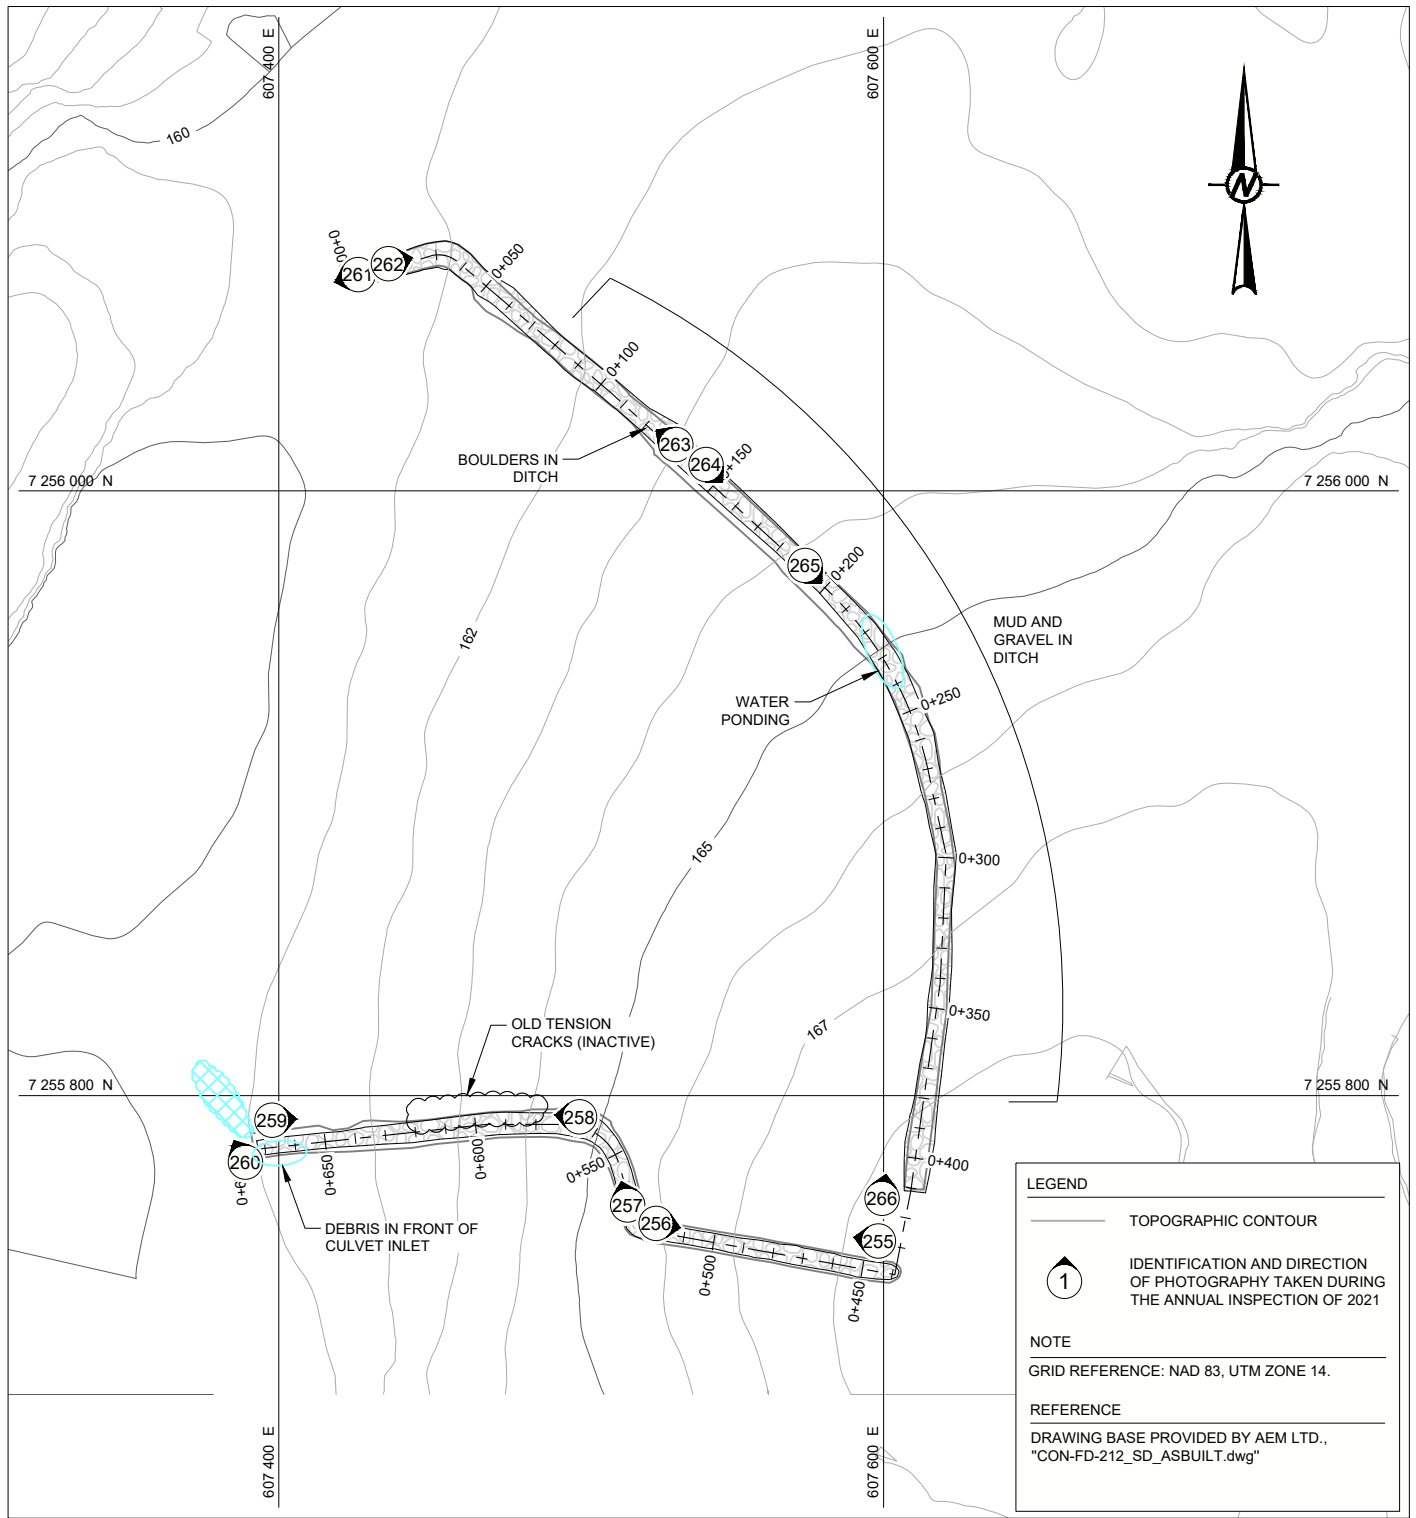 607 400 E
607 600 E
160
N
0+00
261
262
0+050
0+100
263
264
0+150
BOULDERS IN
DITCH
7 256 000 N
7 256 000 N
265
0+200
162
MUD AND
GRAVEL IN
DITCH
WATER
PONDING
0+250
165
0+300
0+350
167
OLD TENSION
CRACKS (INACTIVE)
7 255 800 N
7 255 800 N
259
258
260
0+6
0+650
0+600
0+550
0+400
257
256
266
255
DEBRIS IN FRONT OF
CULVET INLET
0+500
0+450
607 400 E
607 600 E
LEGEND
TOPOGRAPHIC CONTOUR
1
IDENTIFICATION AND DIRECTION
OF PHOTOGRAPHY TAKEN DURING
THE ANNUAL INSPECTION OF 2021
NOTE
GRID REFERENCE: NAD 83, UTM ZONE 14.
REFERENCE
DRAWING BASE PROVIDED BY AEM LTD.,
"CON-FD-212_SD_ASBUILT.dwg"